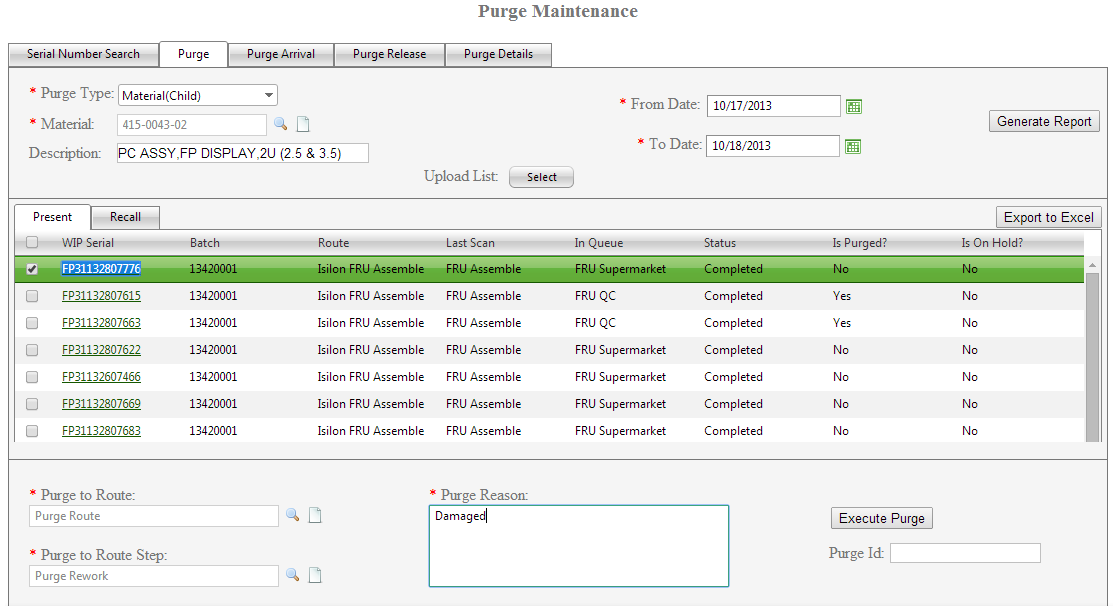 Purge Maintenance
Serial Number Search Purge Purge Arrival Purge Release Purge Details
* Purge Type: Material(Child)
* From Date: 10/17/2013
Generate Report
* Material: 415-0043-02
* To Date: 10/18/2013
Description: PC ASSY,FP DISPLAY,2U (2.5 & 3.5)
Upload List: Select
Present Recall Export to Excel
WIP Serial Batch Route Last Scan In Queue Status Is Purged? Is On Hold?
FP31132807776 13420001 Isilon FRU Assemble FRU Assemble FRU Supermarket Completed No No
FP31132807615 13420001 Isilon FRU Assemble FRU Assemble FRU QC Completed Yes No
FP31132807663 13420001 Isilon FRU Assemble FRU Assemble FRU QC Completed Yes No
FP31132807622 13420001 Isilon FRU Assemble FRU Assemble FRU Supermarket Completed No No
FP31132607466 13420001 Isilon FRU Assemble FRU Assemble FRU Supermarket Completed No No
FP31132807669 13420001 Isilon FRU Assemble FRU Assemble FRU Supermarket Completed No No
FP31132807683 13420001 Isilon FRU Assemble FRU Assemble FRU Supermarket Completed No No
* Purge to Route:
Purge Route
* Purge to Route Step:
Purge Rework
* Purge Reason:
Damaged
Execute Purge
Purge Id: